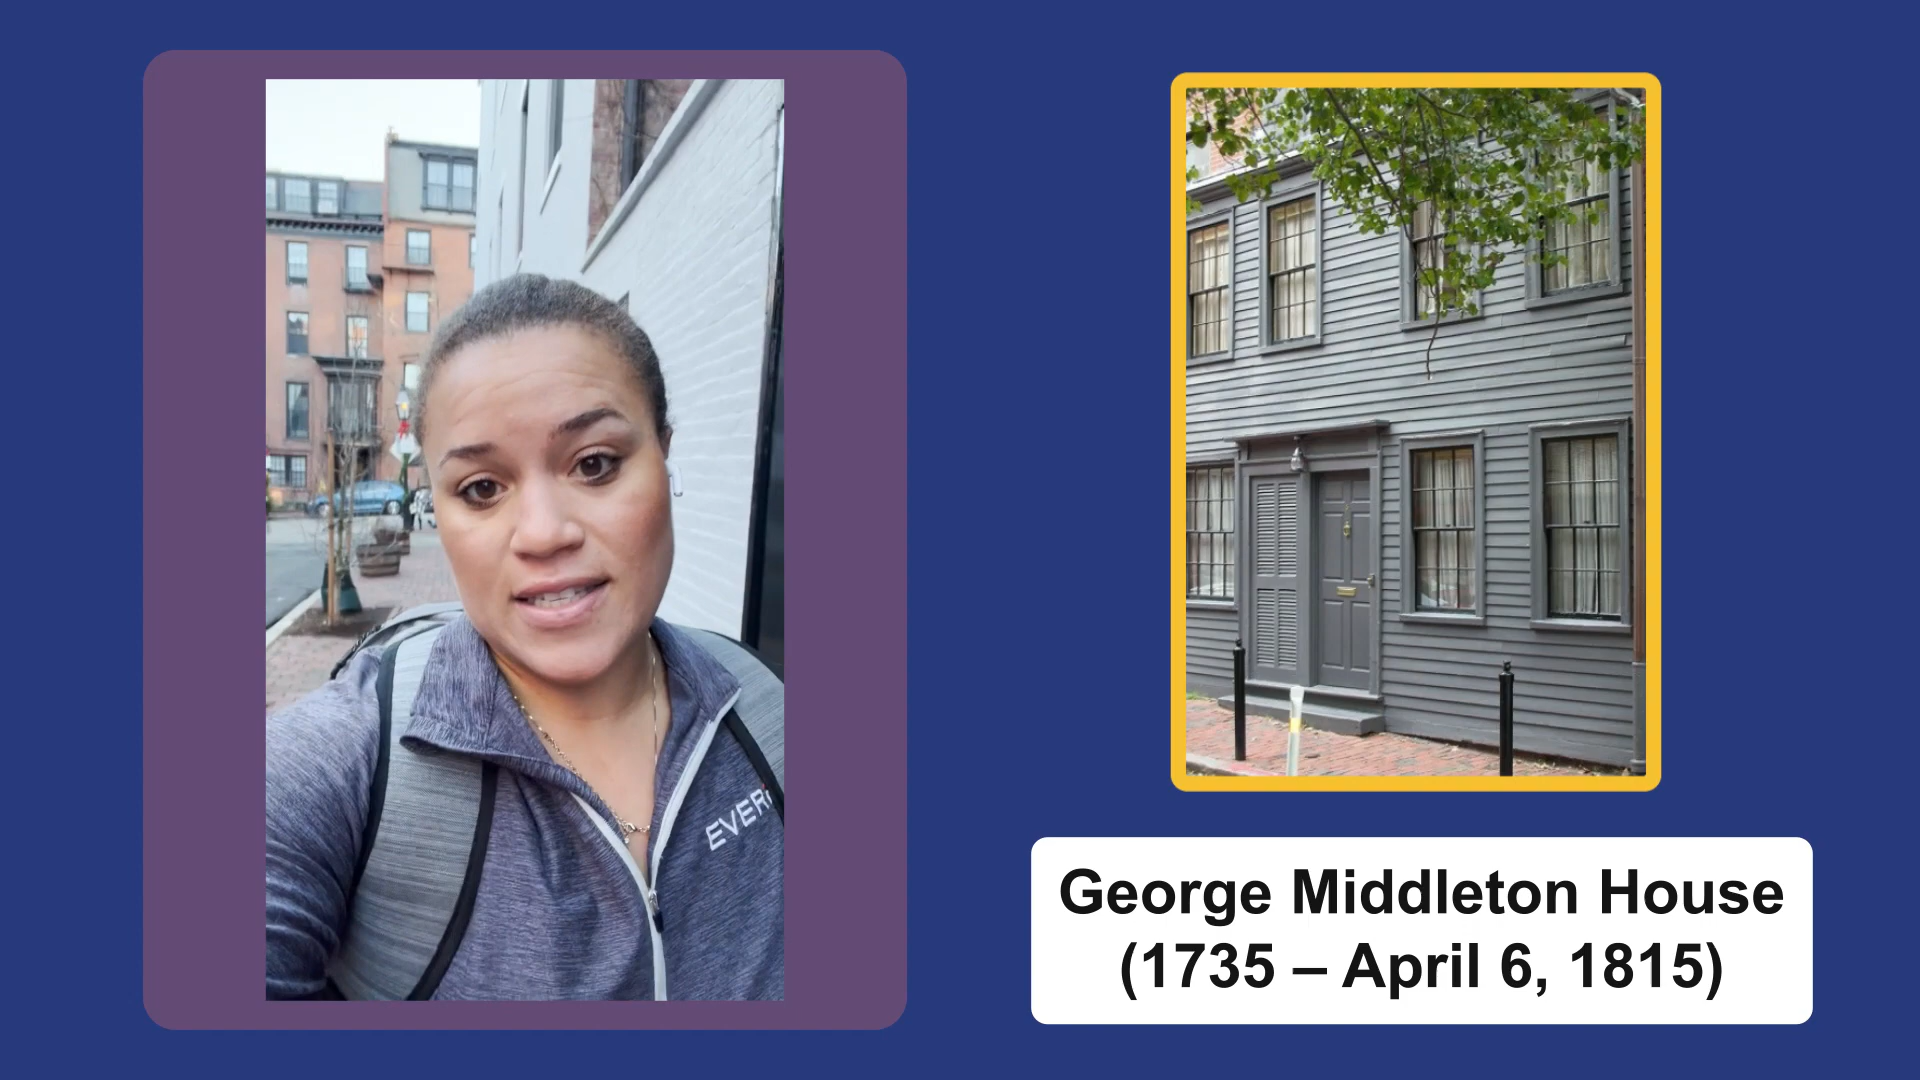 EVER
George Middleton House
(1735 – April 6, 1815)